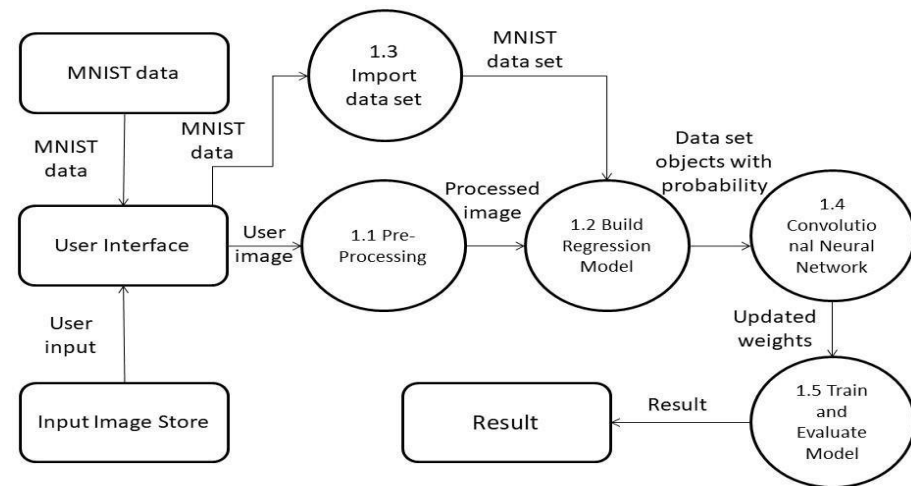 MNIST data
MNIST
data
User Interface
User
input
Input Image Store
MNIST
data
1.3
Import
data set
MNIST
data set
User
image
1.1 Pre-
Processing
Processed
image
1.2 Build
Regression
Model
Data set
objects with
probability
1.4
Convolutio
nal Neural
Network
Updated
weights
1.5 Train
and
Evaluate
Model
Result
Result